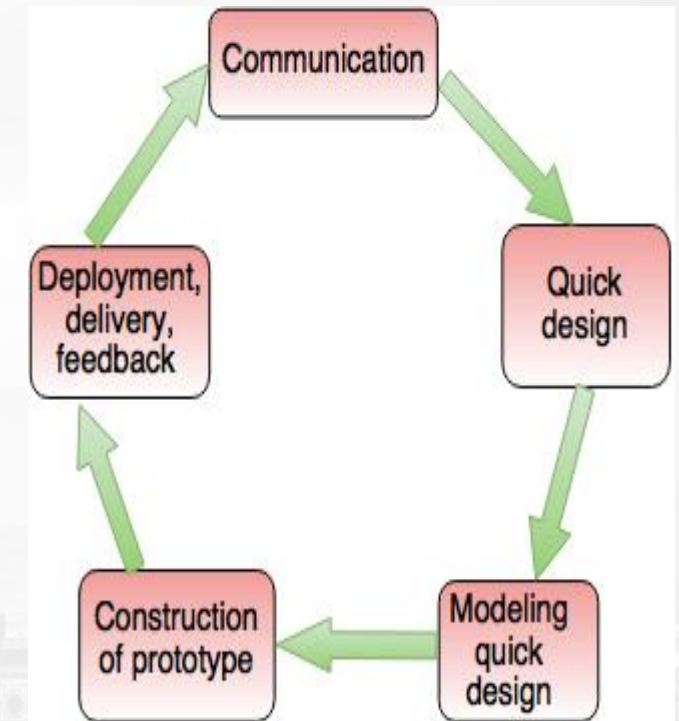 Communication
Quick
design
Modeling
quick
design
Construction
of prototype
Deployment,
delivery,
feedback